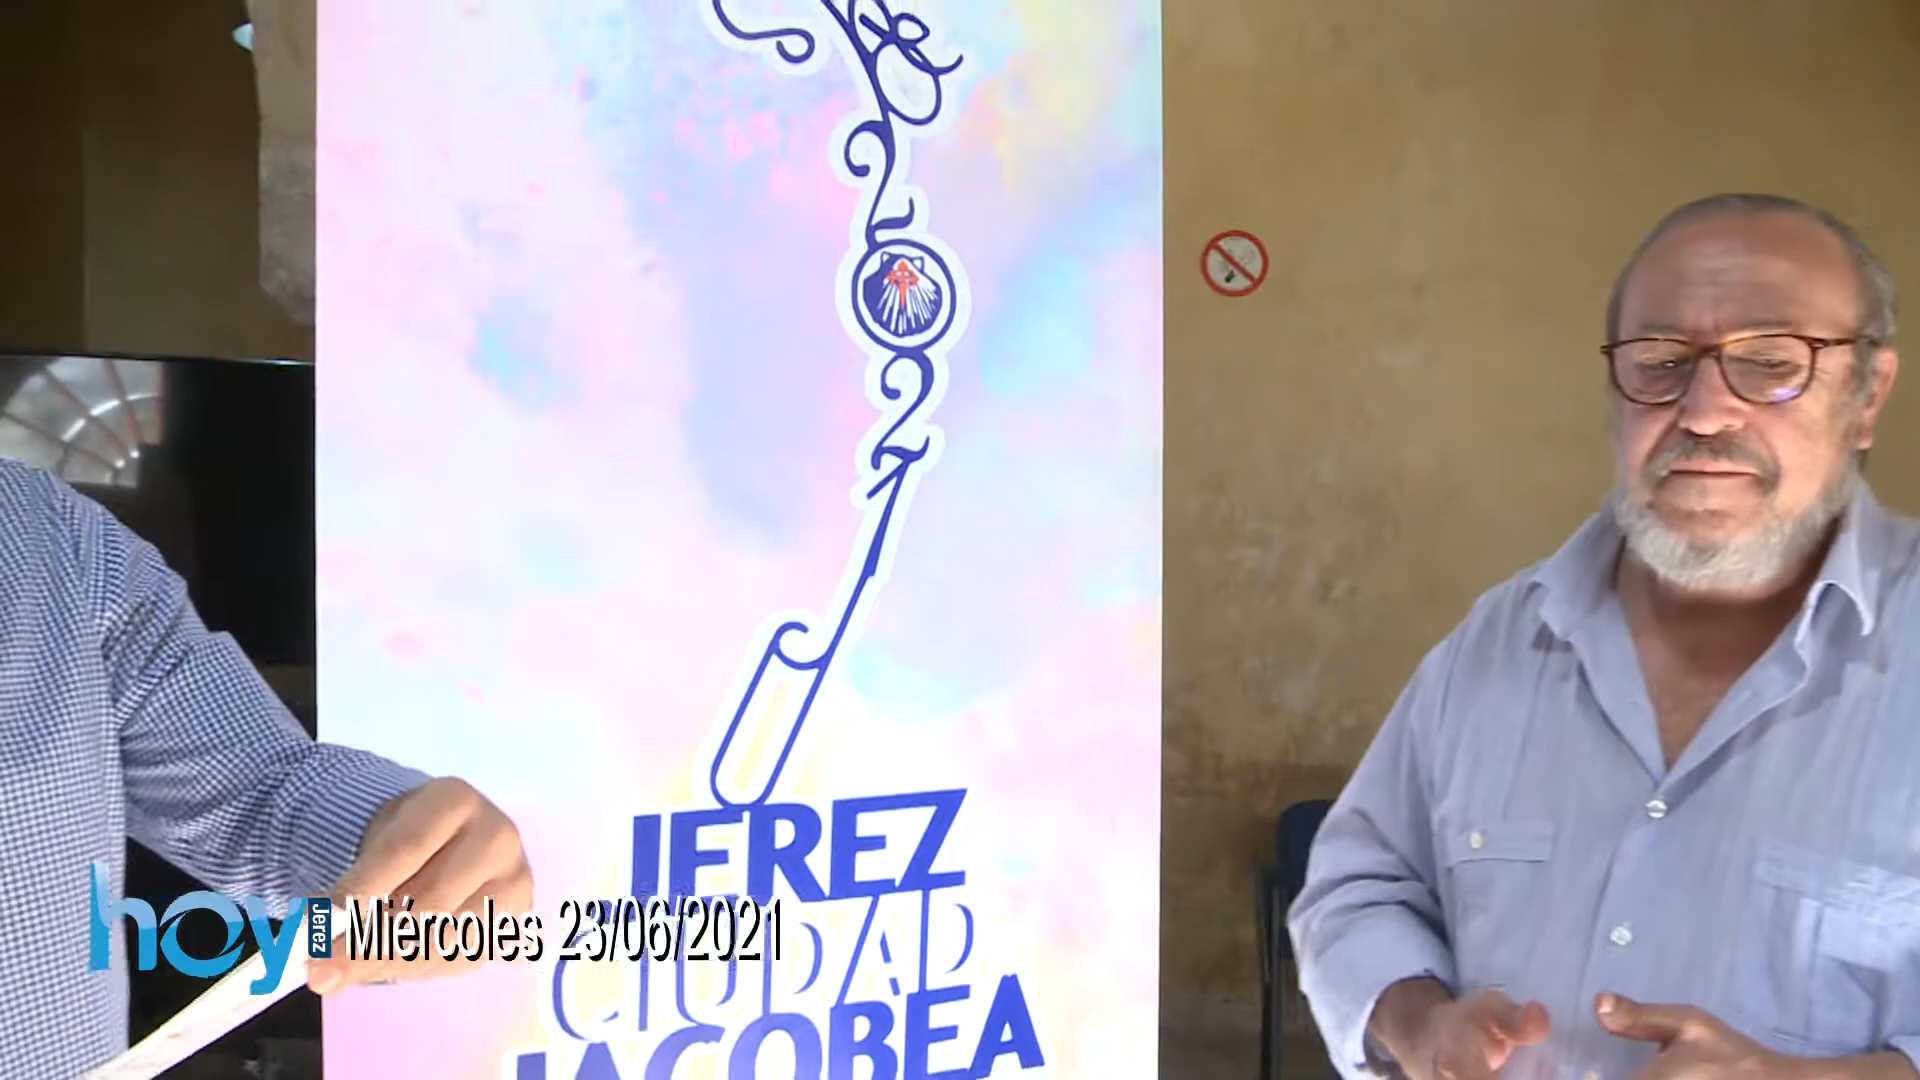 2021
JEREZ
CIUDAD
JACOBEA
hoy Jerez Miércoles 23/06/2021